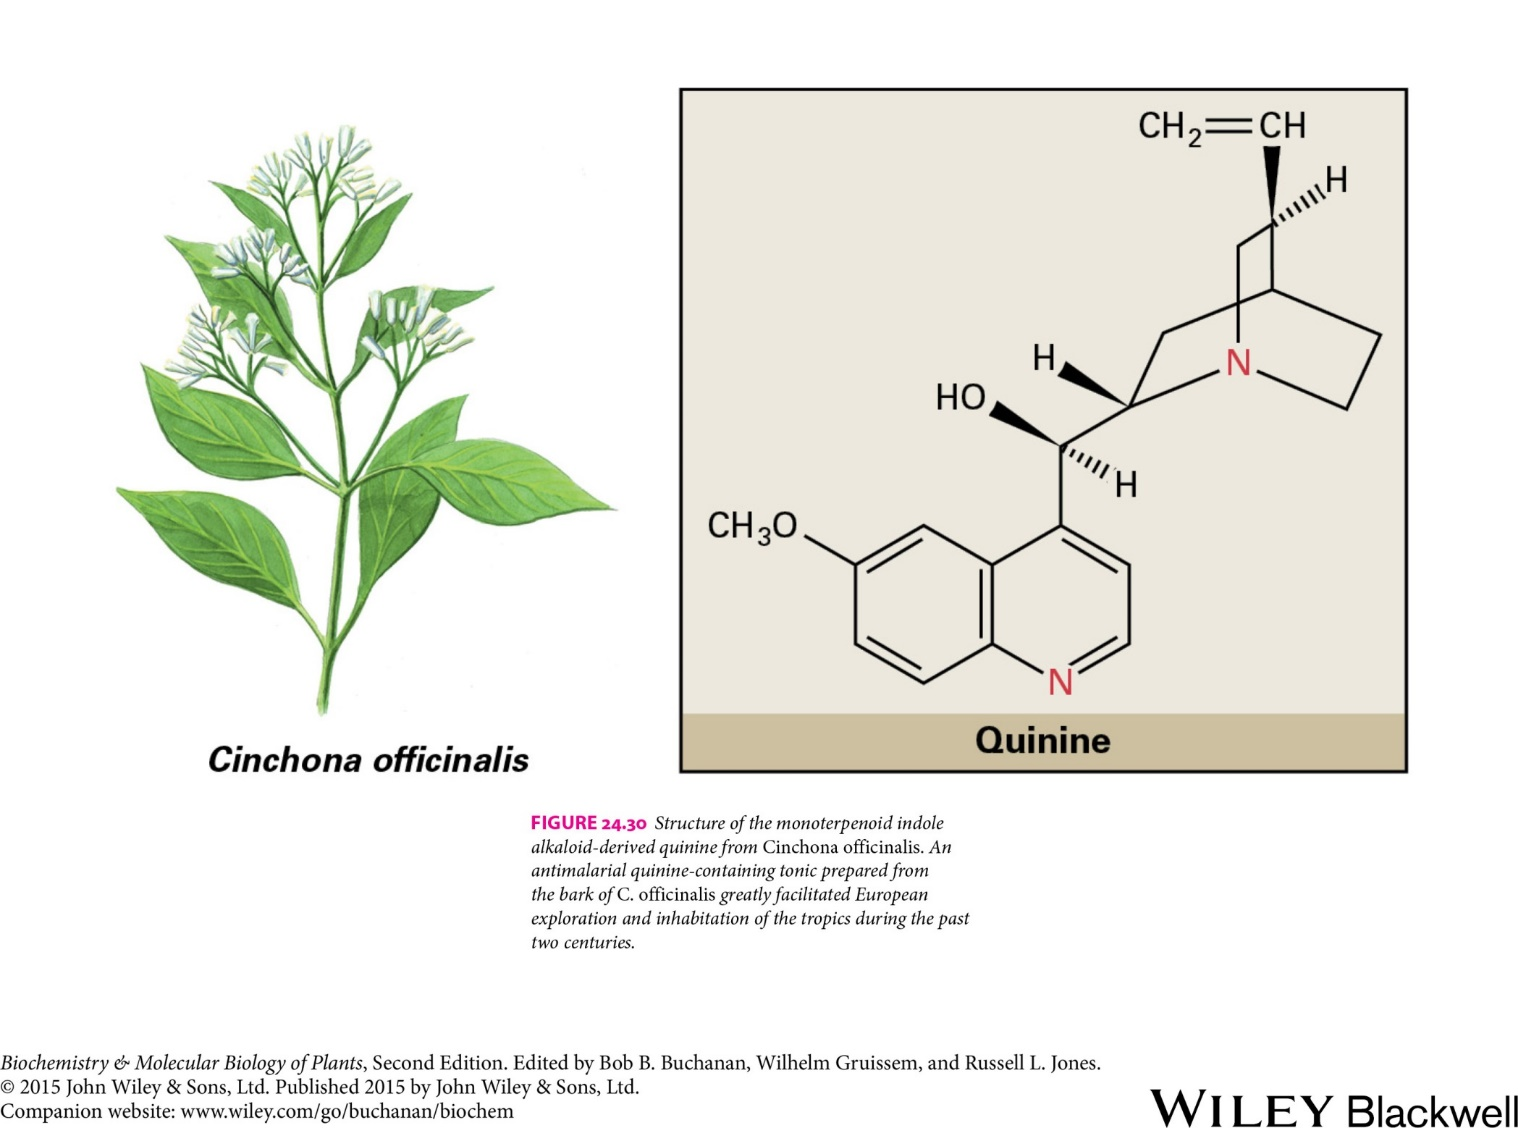 CH₂=CH
H
H
N
HO
H
CH₃O
N
Quinine
Cinchona officinalis
FIGURE 24.30 Structure of the monoterpenoid indole
alkaloid-derived quinine from Cinchona officinalis. An
antimalarial quinine-containing tonic prepared from
the bark of C. officinalis greatly facilitated European
exploration and inhabitation of the tropics during the past
two centuries.
Biochemistry & Molecular Biology of Plants, Second Edition. Edited by Bob B. Buchanan, Wilhelm Gruissem, and Russell L. Jones.
© 2015 John Wiley & Sons, Ltd. Published 2015 by John Wiley & Sons, Ltd.
Companion website: www.wiley.com/go/buchanan/biochem
WILEY Blackwell